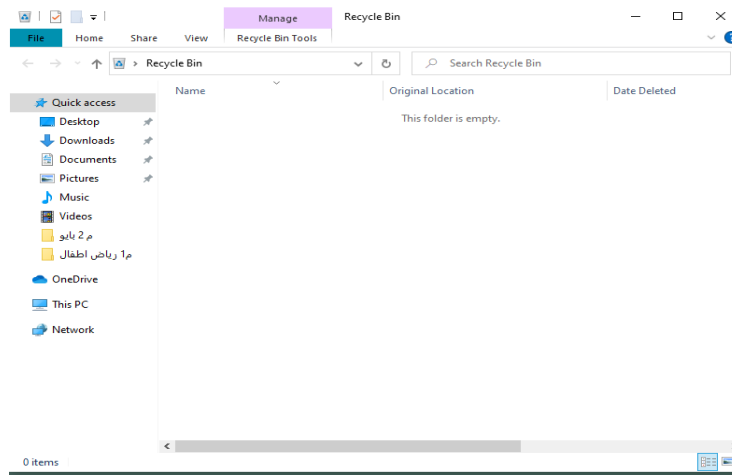 Manage
Recycle Bin
File
Home
Share
View
Recycle Bin Tools
Recycle Bin
Search Recycle Bin
Name
Original Location
Date Deleted
This folder is empty.
Quick access
Desktop
Downloads
Documents
Pictures
Music
Videos
م 2 بايو
م1 رياض اطفال
OneDrive
This PC
Network
0 items